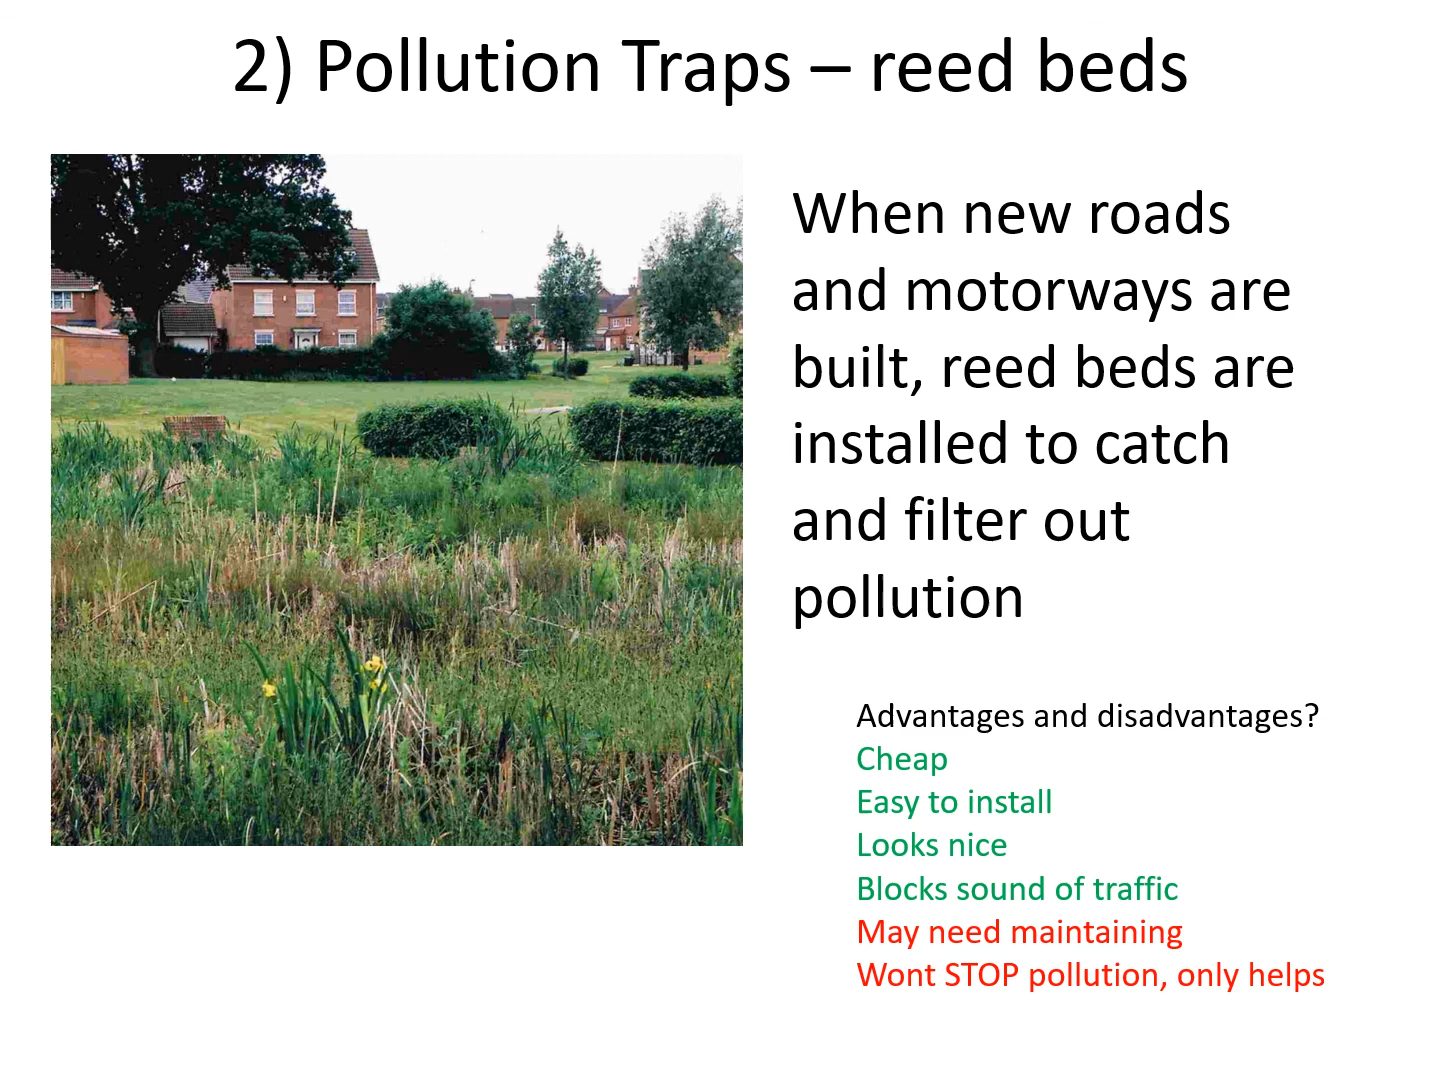 2) Pollution Traps – reed beds
When new roads
and motorways are
built, reed beds are
installed to catch
and filter out
pollution
Advantages and disadvantages?
Cheap
Easy to install
Looks nice
Blocks sound of traffic
May need maintaining
Wont STOP pollution, only helps